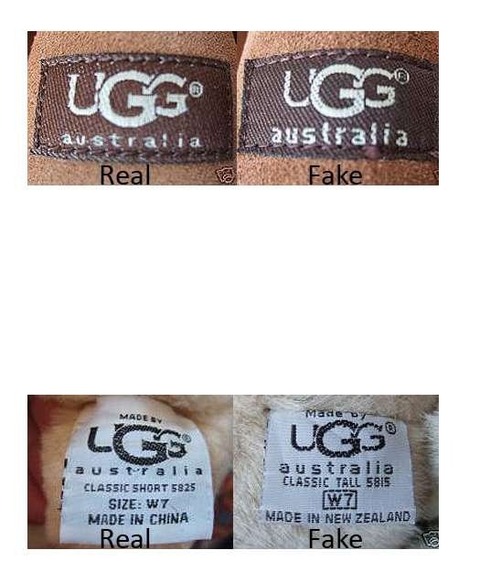 UGG®
australia
Real
UGG®
australia
Fake
MADE BY
UGG®
australia
CLASSIC SHORT 5825
SIZE: W7
MADE IN CHINA
Real
Made by
UGG®
australia
CLASSIC TALL 5815
W7
MADE IN NEW ZEALAND
Fake